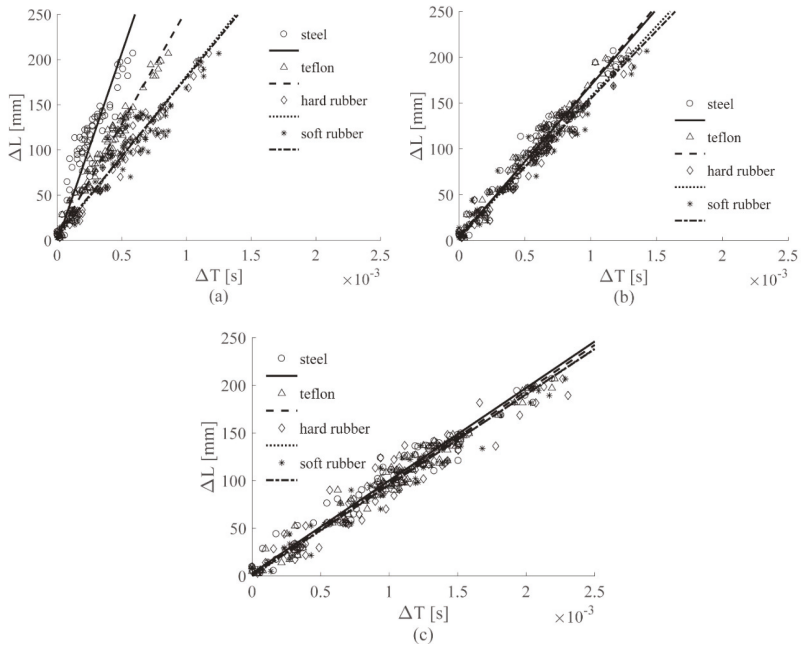 250
200
150
100
50
0
ΔL [mm]
0
0.5
1
1.5
2
2.5
ΔT [s]
×10⁻³
(a)
steel
teflon
hard rubber
soft rubber
250
200
150
100
50
0
ΔL [mm]
0
0.5
1
1.5
2
2.5
ΔT [s]
×10⁻³
(b)
steel
teflon
hard rubber
soft rubber
250
200
150
100
50
0
ΔL [mm]
0
0.5
1
1.5
2
2.5
ΔT [s]
×10⁻³
(c)
steel
teflon
hard rubber
soft rubber